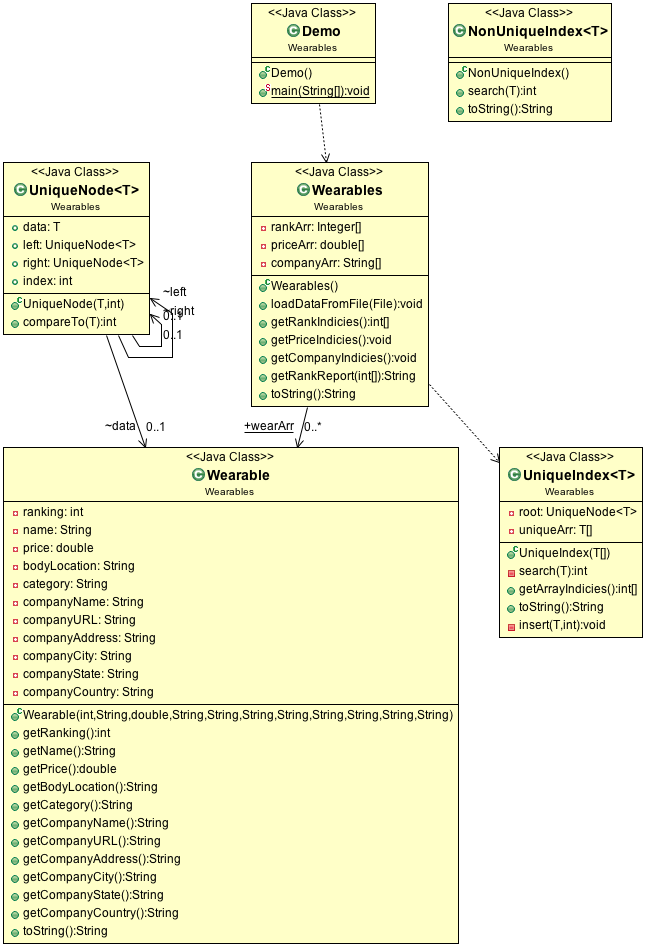 <<Java Class>>
Demo
Wearables
Demo()
main(String[]):void
<<Java Class>>
NonUniqueIndex<T>
Wearables
NonUniqueIndex()
search(T):int
toString():String
<<Java Class>>
UniqueNode<T>
Wearables
data: T
left: UniqueNode<T>
right: UniqueNode<T>
index: int
UniqueNode(T,int)
compareTo(T):int
~left
~right
0..1
0..1
<<Java Class>>
Wearables
Wearables
rankArr: Integer[]
priceArr: double[]
companyArr: String[]
Wearables()
loadDataFromFile(File):void
getRankIndicies():int[]
getPriceIndicies():void
getCompanyIndicies():void
getRankReport(int[]):String
toString():String
~data 0..1
+wearArr 0..*
<<Java Class>>
Wearable
Wearables
ranking: int
name: String
price: double
bodyLocation: String
category: String
companyName: String
companyURL: String
companyAddress: String
companyCity: String
companyState: String
companyCountry: String
Wearable(int,String,double,String,String,String,String,String,String,String,String)
getRanking():int
getName():String
getPrice():double
getBodyLocation():String
getCategory():String
getCompanyName():String
getCompanyURL():String
getCompanyAddress():String
getCompanyCity():String
getCompanyState():String
getCompanyCountry():String
toString():String
<<Java Class>>
UniqueIndex<T>
Wearables
root: UniqueNode<T>
uniqueArr: T[]
UniqueIndex(T[])
search(T):int
getArrayIndicies():int[]
toString():String
insert(T,int):void